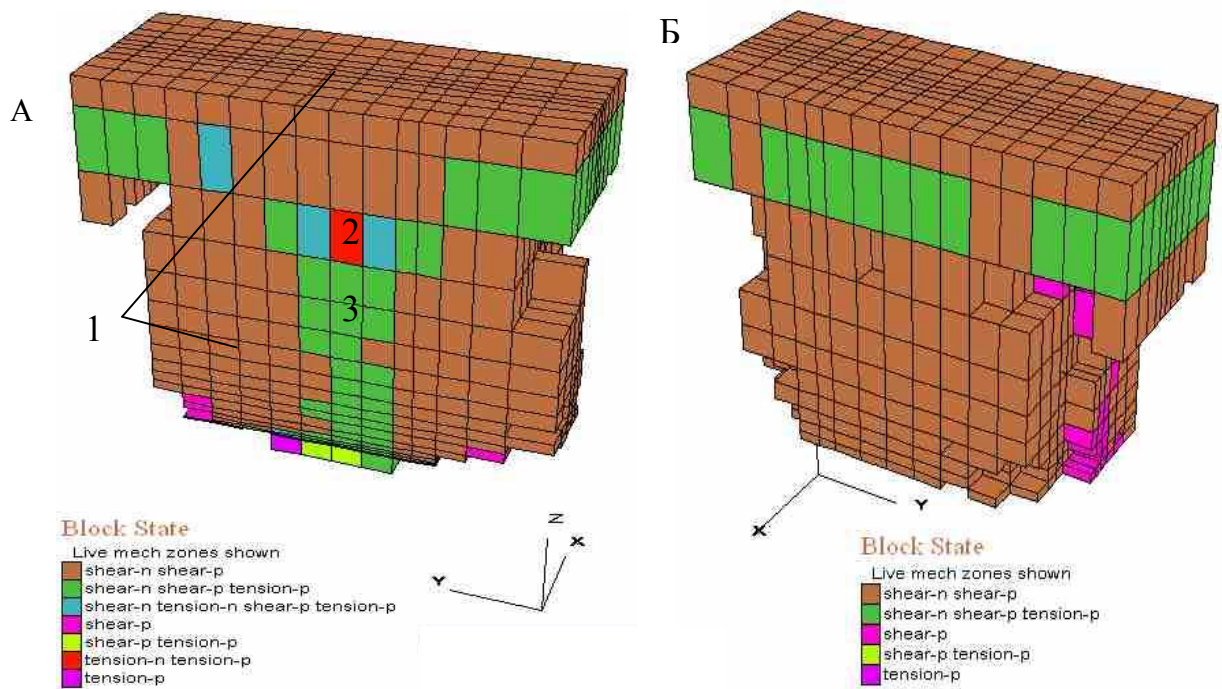 А
Б
2
3
1
Z
X
Y
Block State
Live mech zones shown
shear-n shear-p
shear-n shear-p tension-p
shear-n tension-n shear-p tension-p
shear-p
shear-p tension-p
tension-n tension-p
tension-p
Y
X
Block State
Live mech zones shown
shear-n shear-p
shear-n shear-p tension-p
shear-p
shear-p tension-p
tension-p